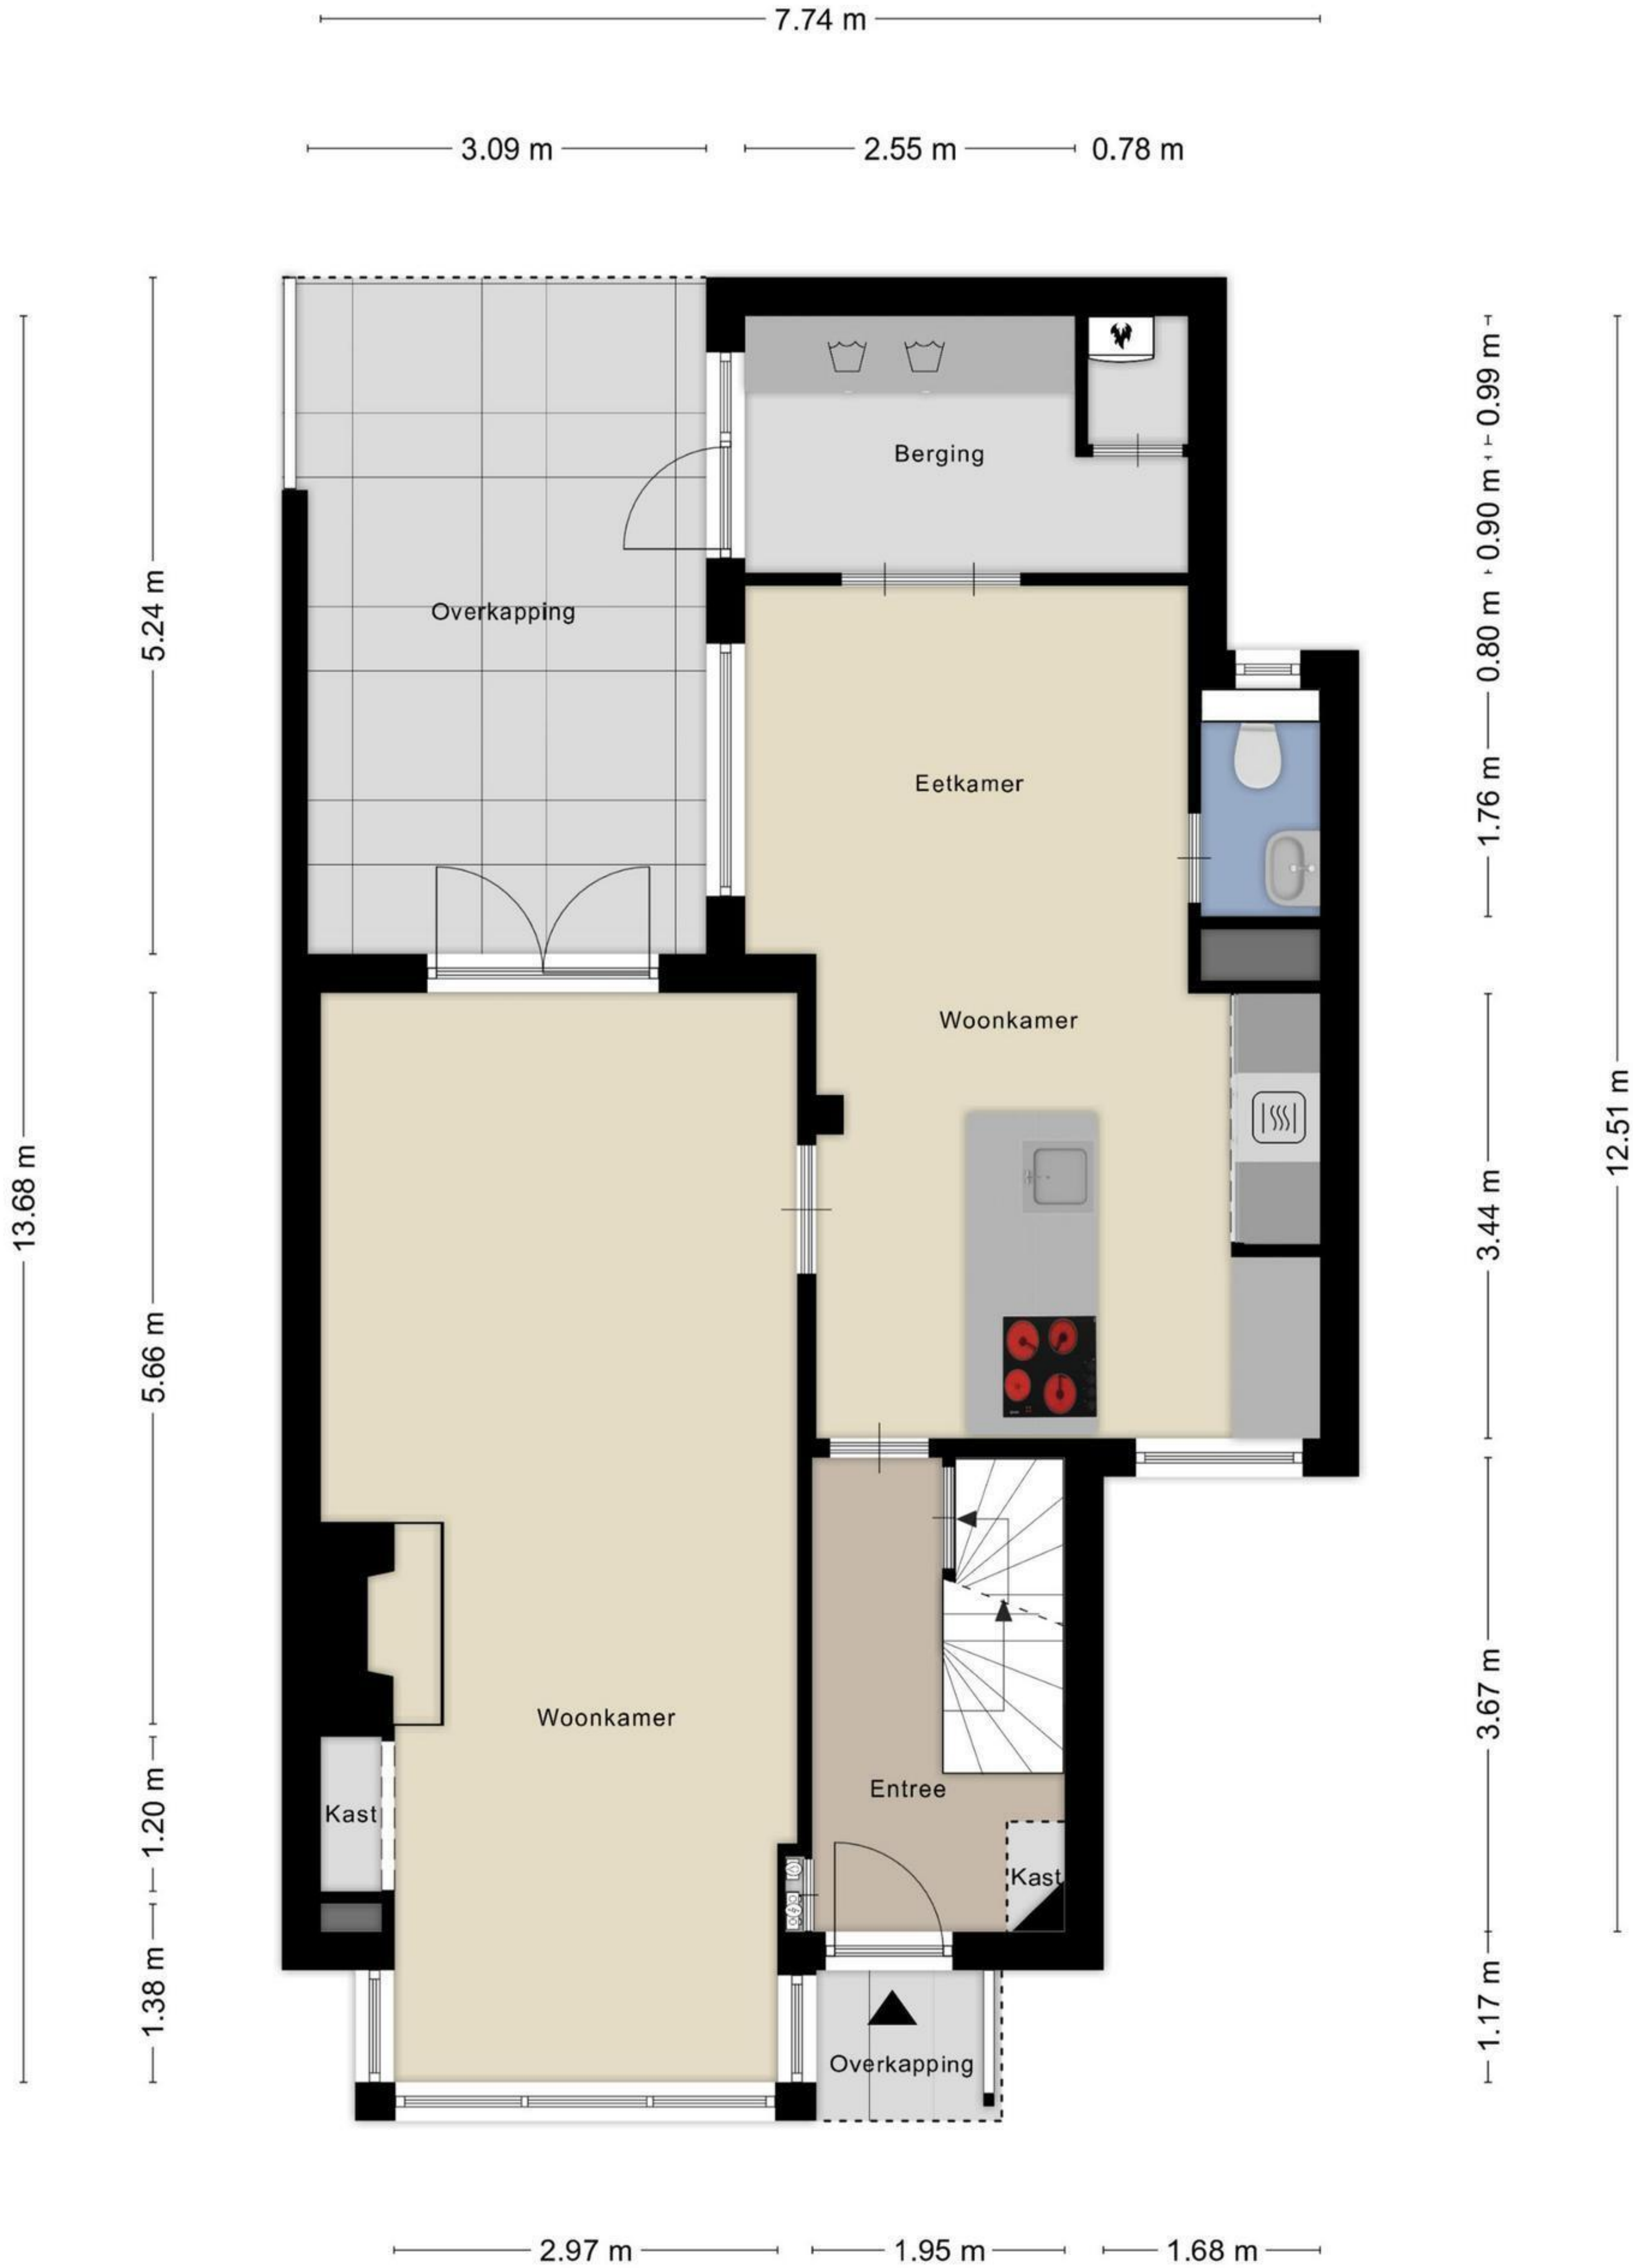 7.74 m
3.09 m
2.55 m
0.78 m
0.99 m
0.90 m
0.80 m
1.76 m
3.44 m
3.67 m
1.17 m
12.51 m
13.68 m
5.24 m
5.66 m
1.20 m
1.38 m
Berging
Overkapping
Eetkamer
Woonkamer
Woonkamer
Entree
Kast
Kast
Overkapping
2.97 m
1.95 m
1.68 m